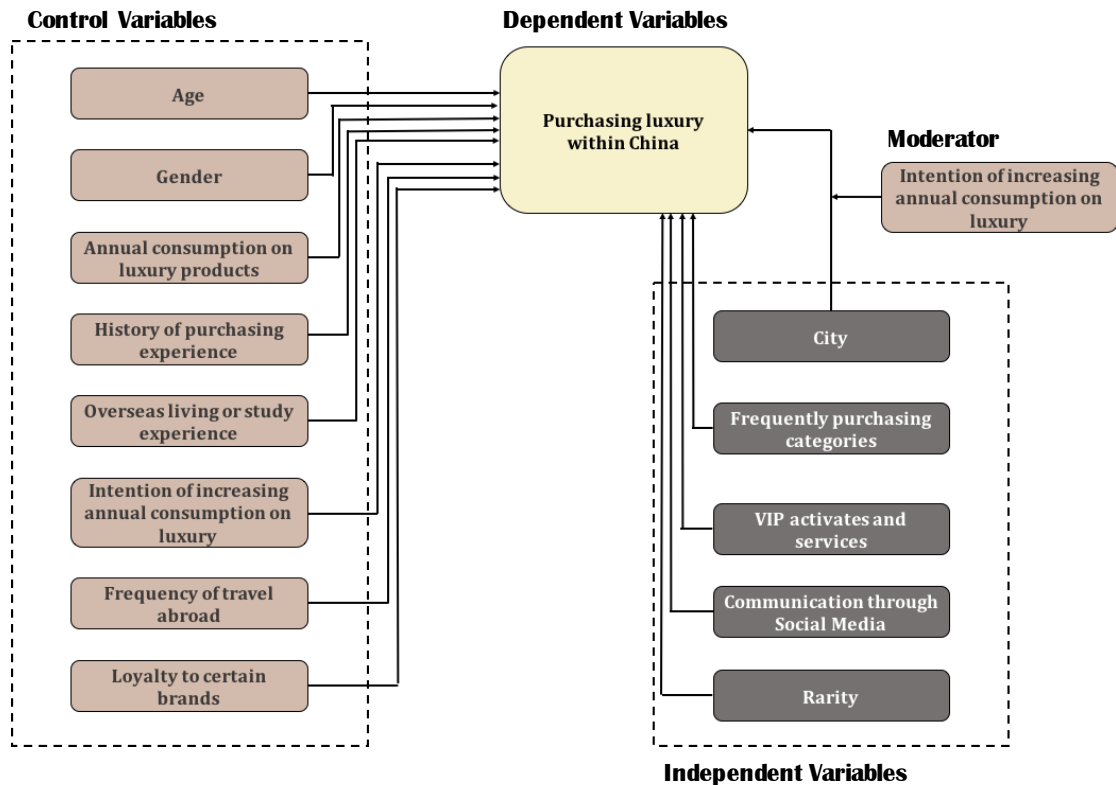 Control Variables
Age
Gender
Annual consumption on
luxury products
History of purchasing
experience
Overseas living or study
experience
Intention of increasing
annual consumption on
luxury
Frequency of travel
abroad
Loyalty to certain
brands
Dependent Variables
Purchasing luxury
within China
Moderator
Intention of increasing
annual consumption on
luxury
City
Frequently purchasing
categories
VIP activates and
services
Communication through
Social Media
Rarity
Independent Variables